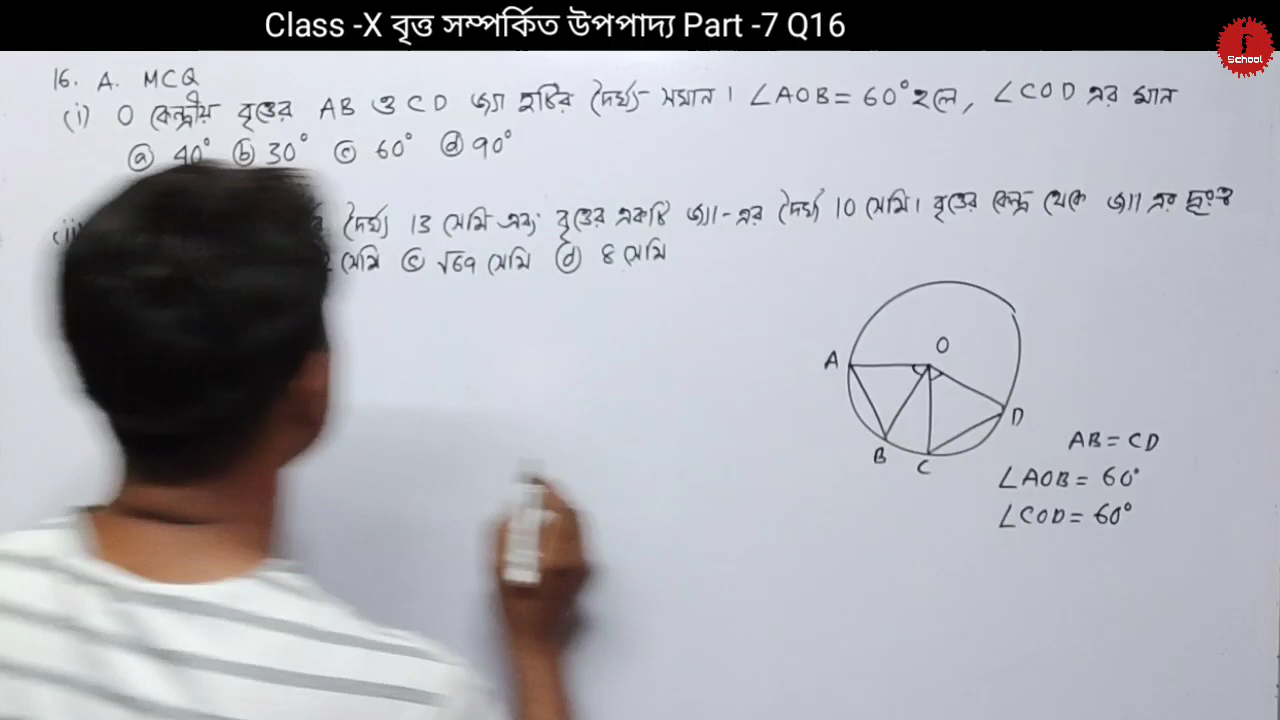 Class -X বৃত্ত সম্পর্কিত উপপাদ্য Part -7 Q16
School
16. A. MCQ
(i) O কেন্দ্রীয় বৃত্তের AB ও CD জ্যা দুটির দৈর্ঘ্য সমান। ∠AOB = 60° হলে, ∠COD এর মান
ⓐ 40° ⓑ 30° ⓒ 60° ⓓ 90°
দৈর্ঘ্য 13 সেমি এবং বৃত্তের একটি জ্যা-এর দৈর্ঘ্য 10 সেমি। বৃত্তের কেন্দ্র থেকে জ্যা এর দূরত্ব
সেমি ⓒ √69 সেমি ⓓ 8 সেমি
O
A
D
B
C
AB = CD
∠AOB = 60°
∠COD = 60°